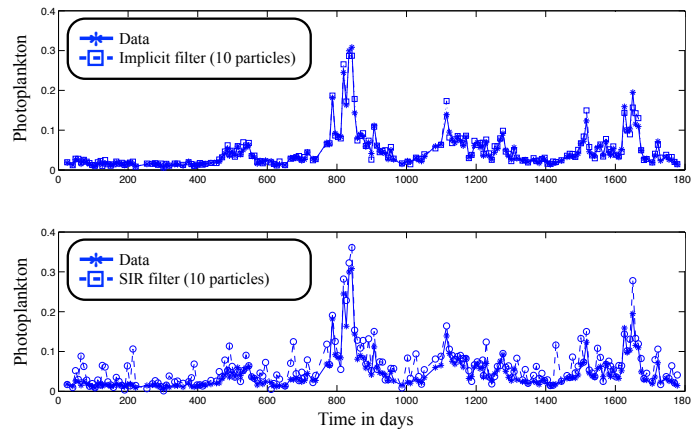 0.4
0.3
0.2
0.1
0
Photoplankton
Data
Implicit filter (10 particles)
0 200 400 600 800 1000 1200 1400 1600 180
0.4
0.3
0.2
0.1
0
Photoplankton
Data
SIR filter (10 particles)
0 200 400 600 800 1000 1200 1400 1600 1800
Time in days